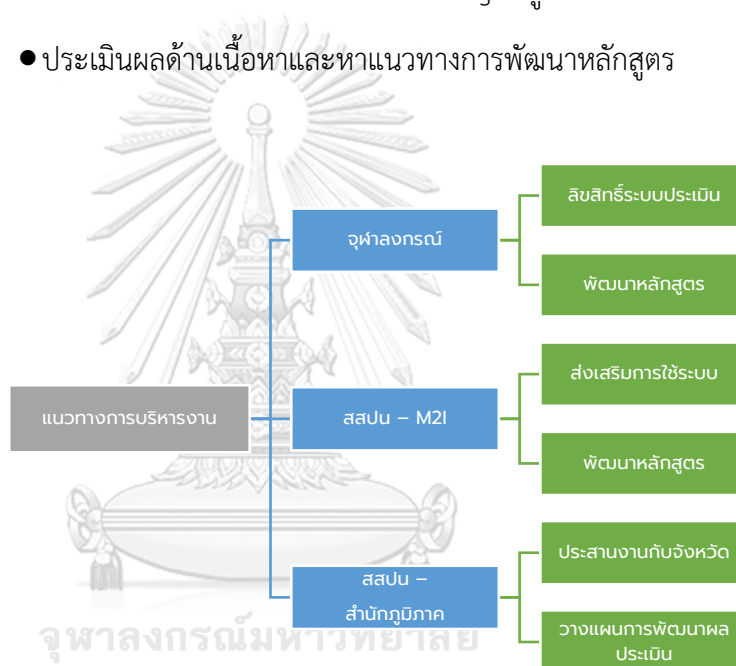 ● ประเมินผลด้านเนื้อหาและหาแนวทางการพัฒนาหลักสูตร
แนวทางการบริหารงาน
จุฬาลงกรณ์
ลิขสิทธิ์ระบบประเมิน
พัฒนาหลักสูตร
สสปน – M2I
ส่งเสริมการใช้ระบบ
พัฒนาหลักสูตร
สสปน –
สำนักภูมิภาค
ประสานงานกับจังหวัด
วางแผนการพัฒนาผล
ประเมิน
จุฬาลงกรณ์มหาวิทยาลัย